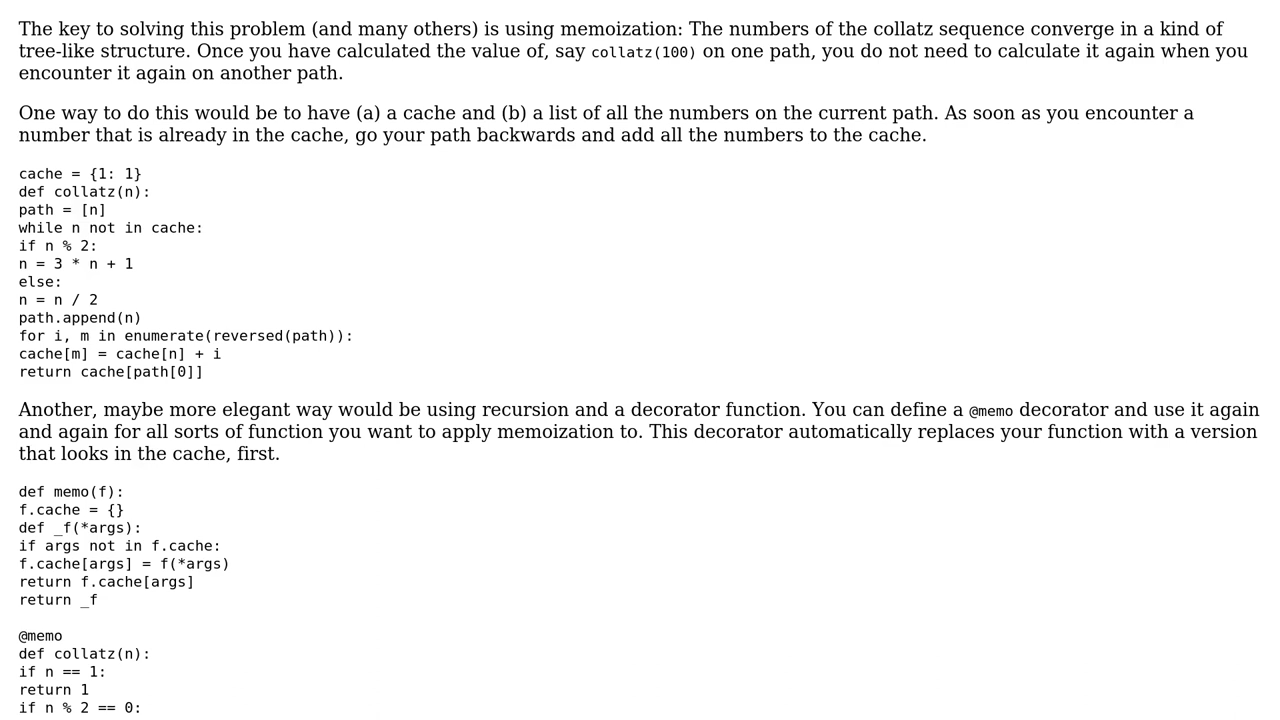 The key to solving this problem (and many others) is using memoization: The numbers of the collatz sequence converge in a kind of
tree-like structure. Once you have calculated the value of, say collatz(100) on one path, you do not need to calculate it again when you
encounter it again on another path.
One way to do this would be to have (a) a cache and (b) a list of all the numbers on the current path. As soon as you encounter a
number that is already in the cache, go your path backwards and add all the numbers to the cache.
cache = {1: 1}
def collatz(n):
path = [n]
while n not in cache:
if n % 2:
n = 3 * n + 1
else:
n = n / 2
path.append(n)
for i, m in enumerate(reversed(path)):
cache[m] = cache[n] + i
return cache[path[0]]
Another, maybe more elegant way would be using recursion and a decorator function. You can define a @memo decorator and use it again
and again for all sorts of function you want to apply memoization to. This decorator automatically replaces your function with a version
that looks in the cache, first.
def memo(f):
f.cache = {}
def _f(*args):
if args not in f.cache:
f.cache[args] = f(*args)
return f.cache[args]
return _f
@memo
def collatz(n):
if n == 1:
return 1
if n % 2 == 0: